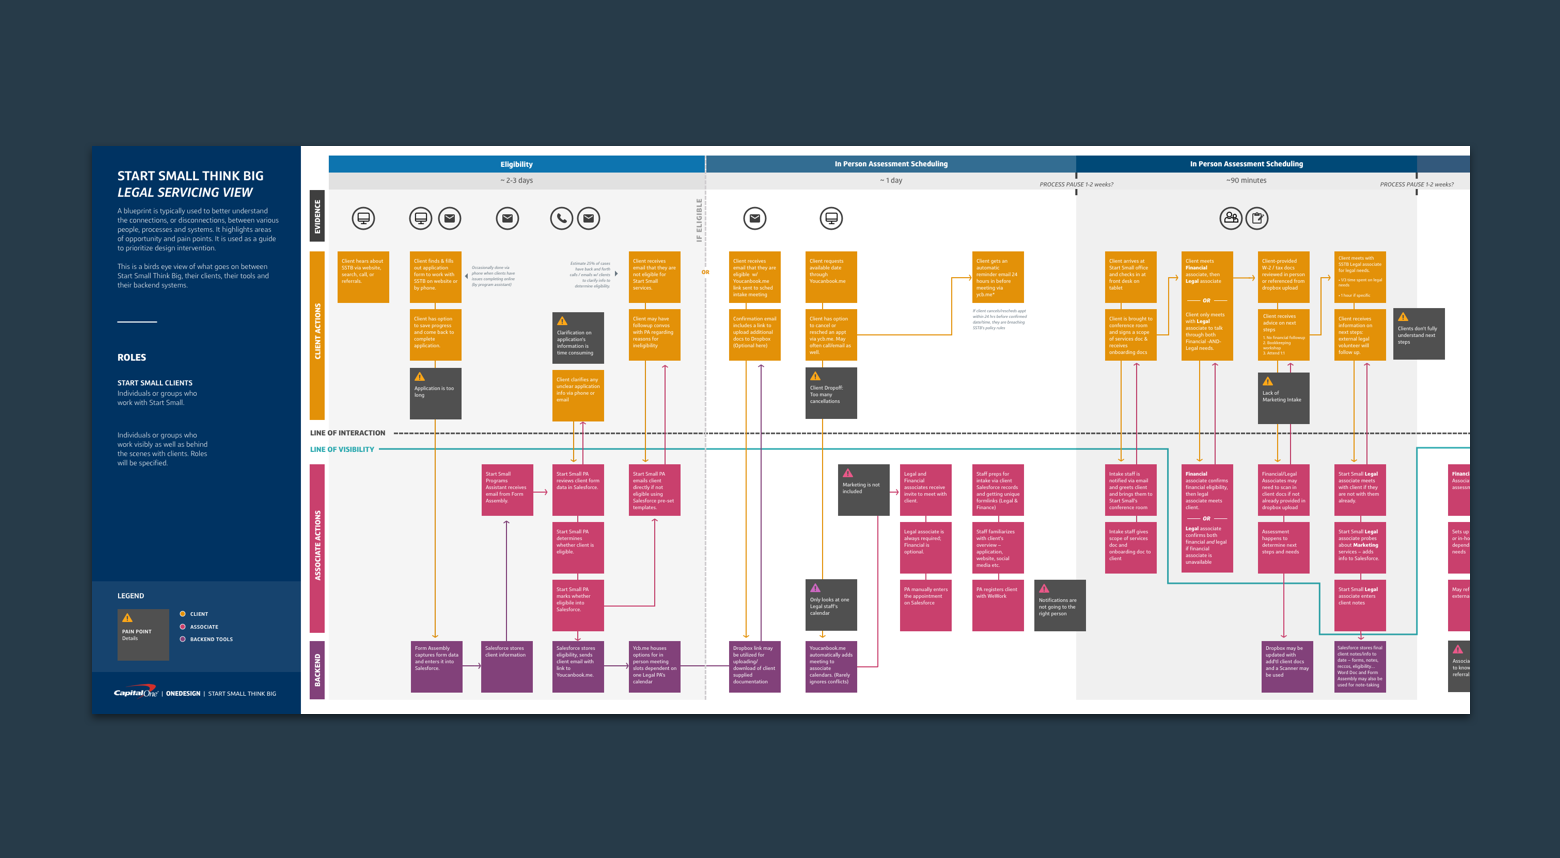 START SMALL THINK BIG
LEGAL SERVICING VIEW
A blueprint is typically used to better understand
the connections, or disconnections, between various
people, processes and systems. It highlights areas
of opportunity and pain points. It is used as a guide
to prioritize design intervention.
This is a birds eye view of what goes on between
Start Small Think Big, their clients, their tools and
their backend systems.
ROLES
START SMALL CLIENTS
Individuals or groups who
work with Start Small.
Individuals or groups who
work visibly as well as behind
the scenes with clients. Roles
will be specified.
LEGEND
PAIN POINT
Details
CLIENT
ASSOCIATE
BACKEND TOOLS
CapitalOne | ONEDESIGN | START SMALL THINK BIG
Eligibility
~ 2-3 days
In Person Assessment Scheduling
~ 1 day
PROCESS PAUSE 1-2 weeks?
In Person Assessment Scheduling
~90 minutes
PROCESS PAUSE 1-2 weeks?
EVIDENCE
IF ELIGIBLE
CLIENT ACTIONS
Client hears about
SSTB via website,
search, call, or
referrals.
Client finds & fills
out application
form to work with
SSTB on website or
by phone
Occasionally done via
phone when clients have
issues completing online
(by program assistant)
Estimate 25% of cases
have back and forth
calls / emails w/ clients
to clarify info to
determine eligibility.
Client receives
email that they are
not eligible for
Start Small
services.
OR
Client receives
email that they are
eligible w/
Youcanbook.me
link sent to sched
intake meeting
Client requests
available date
through
Youcanbook.me
Client gets an
automatic
reminder email 24
hours in before
meeting via
ycb.me*
Client arrives at
Start Small office
and checks in at
front desk on
tablet
Client meets
Financial
associate, then
Legal associate
OR
Client only meets
with Legal
associate to talk
through both
Financial -AND-
Legal needs.
Client-provided
W-2 / tax docs
reviewed in person
or referenced from
dropbox upload
Client meets with
SSTB Legal associate
for legal needs.
Client has option
to save progress
and come back to
complete
application.
Clarification on
application's
information is
time consuming
Client may have
followup convos
with PA regarding
reasons for
ineligibility
Confirmation email
includes a link to
upload additional
docs to Dropbox
(Optional here)
Client has option
to cancel or
resched an appt
via ycb.me. May
often call/email as
well.
If client cancels/rescheds appt
within 24 hrs before confirmed
date/time, they are breaching
SSTB's policy rules
Client is brought to
conference room
and signs a scope
of services doc &
receives
onboarding docs.
Client receives
advice on next
steps
1. No financial followup
2. Bookkeeping
workshop
3. Attend 1:1
Client receives
information on
next steps:
external legal
volunteer will
follow up.
Clients don't fully
understand next
steps
Application is too
long
Client clarifies any
unclear application
info via phone or
email
Client Dropoff:
Too many
cancellations
Lack of
Marketing Intake
LINE OF INTERACTION
LINE OF VISIBILITY
ASSOCIATE ACTIONS
Start Small
Programs
Assistant receives
email from Form
Assembly.
Start Small PA
reviews client form
data in Salesforce.
Start Small PA
emails client
directly if not
eligible using
Salesforce pre-set
templates.
Marketing is not
included
Legal and
Financial
associates receive
invite to meet with
client.
Staff preps for
intake via client
Salesforce records
and getting unique
formlinks (Legal &
Finance)
Intake staff is
notified via email
and greets client
and brings them to
Start Small's
conference room
Financial
associate confirms
financial eligibility,
then legal
associate meets
client.
OR
Legal associate
confirms both
financial and legal
if financial
associate is
unavailable
Financial/Legal
Associates may
need to scan in
client docs if not
already provided in
dropbox upload
Start Small Legal
associate meets
with client if they
are not with them
already.
Start Small PA
determines
whether client is
eligible.
Legal associate is
always required;
Financial is
optional.
Staff familiarizes
with client's
overview –
application,
website, social
media etc.
Intake staff gives
scope of services
doc and
onboarding doc to
client
Assessment
happens to
determine next
steps and needs
Start Small Legal
associate probes
about Marketing
services – adds
info to Salesforce.
Start Small PA
marks whether
eligible into
Salesforce.
Only looks at one
Legal staff's
calendar
PA manually enters
the appointment
on Salesforce
PA registers client
with WeWork
Notifications are
not going to the
right person
Start Small Legal
associate enters
client notes
BACKEND
Form Assembly
captures form data
and enters it into
Salesforce.
Salesforce stores
client information
Salesforce stores
eligibility, sends
client email with
link to
Youcanbook.me.
Ycb.me houses
options for in
person meeting
slots dependent on
one Legal PA's
calendar
Dropbox link may
be utilized for
uploading/
download of client
supplied
documentation
Youcanbook.me
automatically adds
meeting to
associate
calendars. (Rarely
ignores conflicts)
Dropbox may be
updated with
add'l client docs
and a Scanner may
be used
Salesforce stores final
client notes/info to
date – forms, notes,
recos, eligibility...
Word Doc and Form
Assembly may also be
used for note-taking